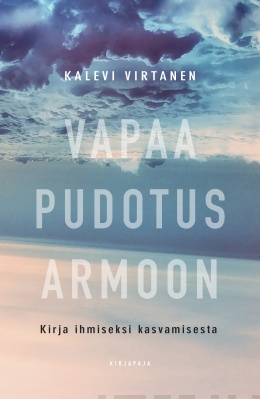 KALEVI VIRTANEN
VAPAA
PUDOTUS
ARMOON
Kirja ihmiseksi kasvamisesta
KIRJAPAJA